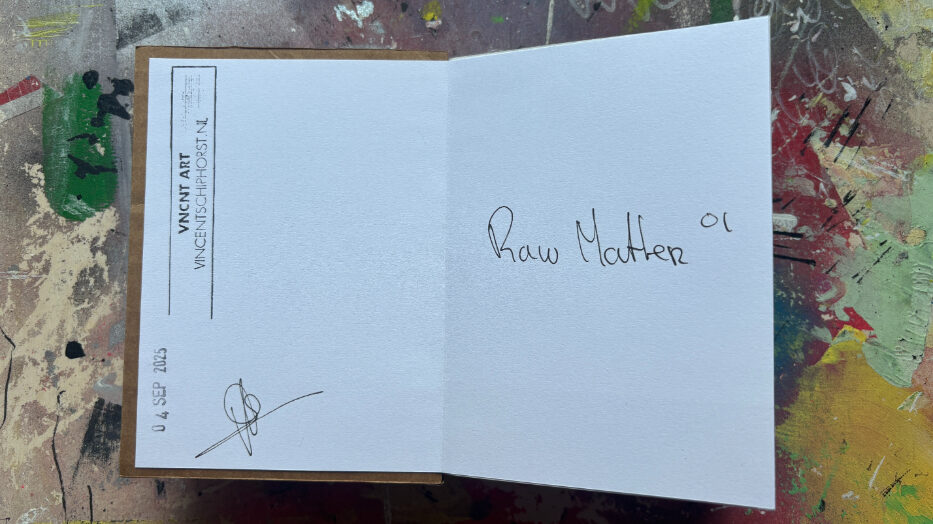 VNCNT ART
VINCENTSCHIPHORST.NL
04 SEP 2025
Raw Matter 01